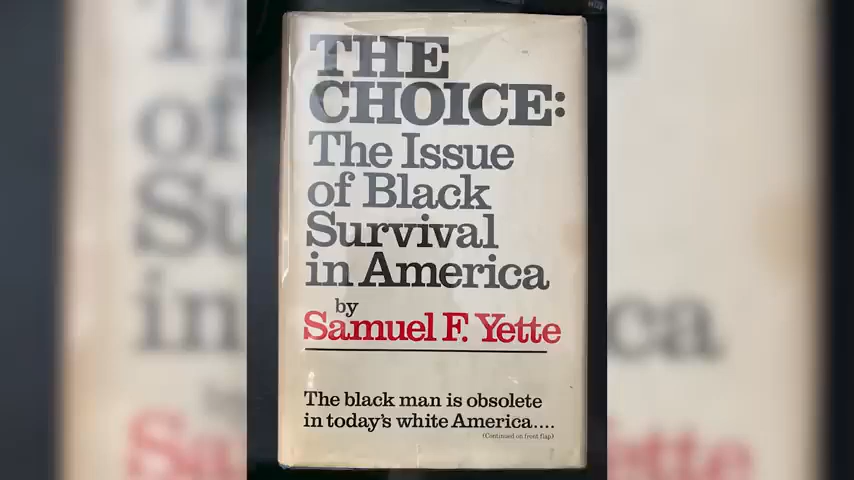 THE
CHOICE:
The Issue
of Black
Survival
in America
by
Samuel F. Yette
The black man is obsolete
in today's white America....
(Continued on front flap)